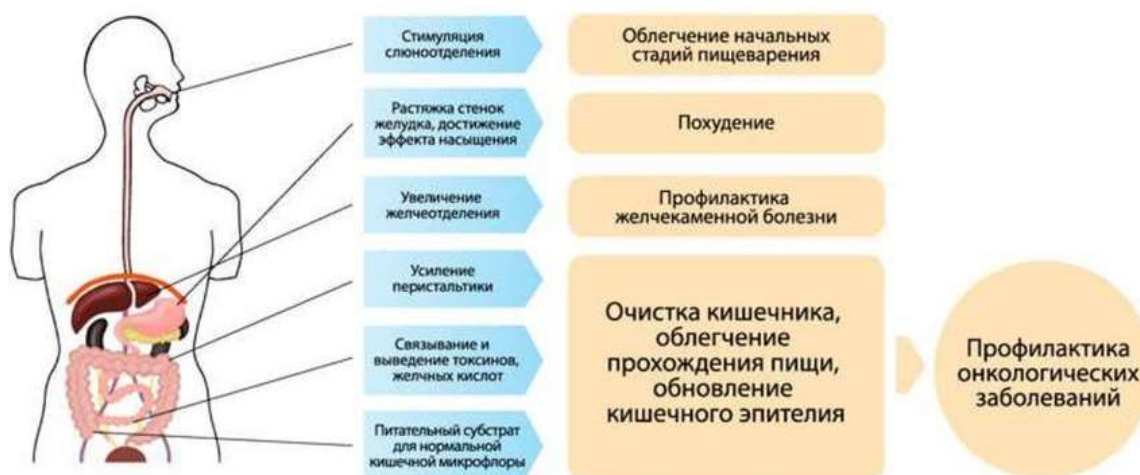 Стимуляция
слюноотделения
Облегчение начальных
стадий пищеварения
Растяжка стенок
желудка, достижение
эффекта насыщения
Похудение
Увеличение
желчеотделения
Профилактика
желчекаменной болезни
Усиление
перистальтики
Связывание и
выведение токсинов,
желчных кислот
Питательный субстрат
для нормальной
кишечной микрофлоры
Очистка кишечника,
облегчение
прохождения пищи,
обновление
кишечного эпителия
Профилактика
онкологических
заболеваний